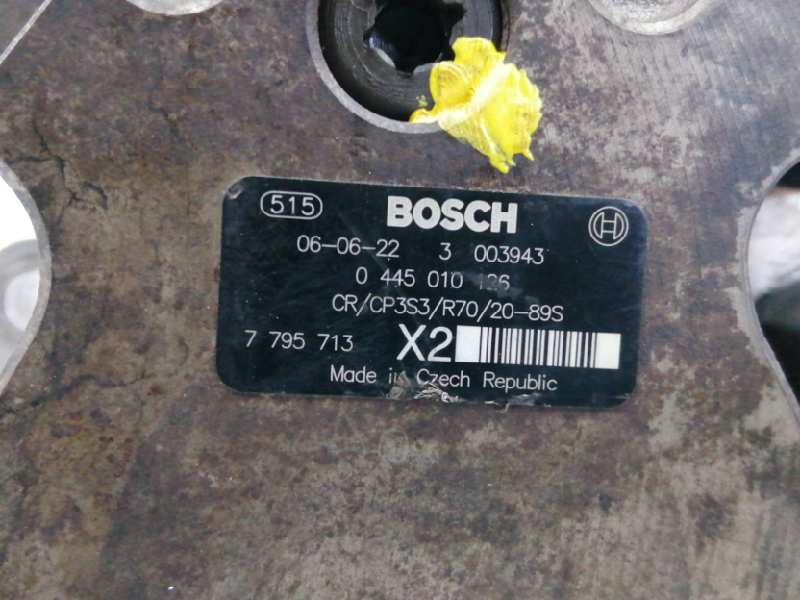 515 BOSCH
06-06-22 3 003943
0 445 010 126
CR/CP3S3/R70/20-89S
7 795 713 X2
Made in Czech Republic